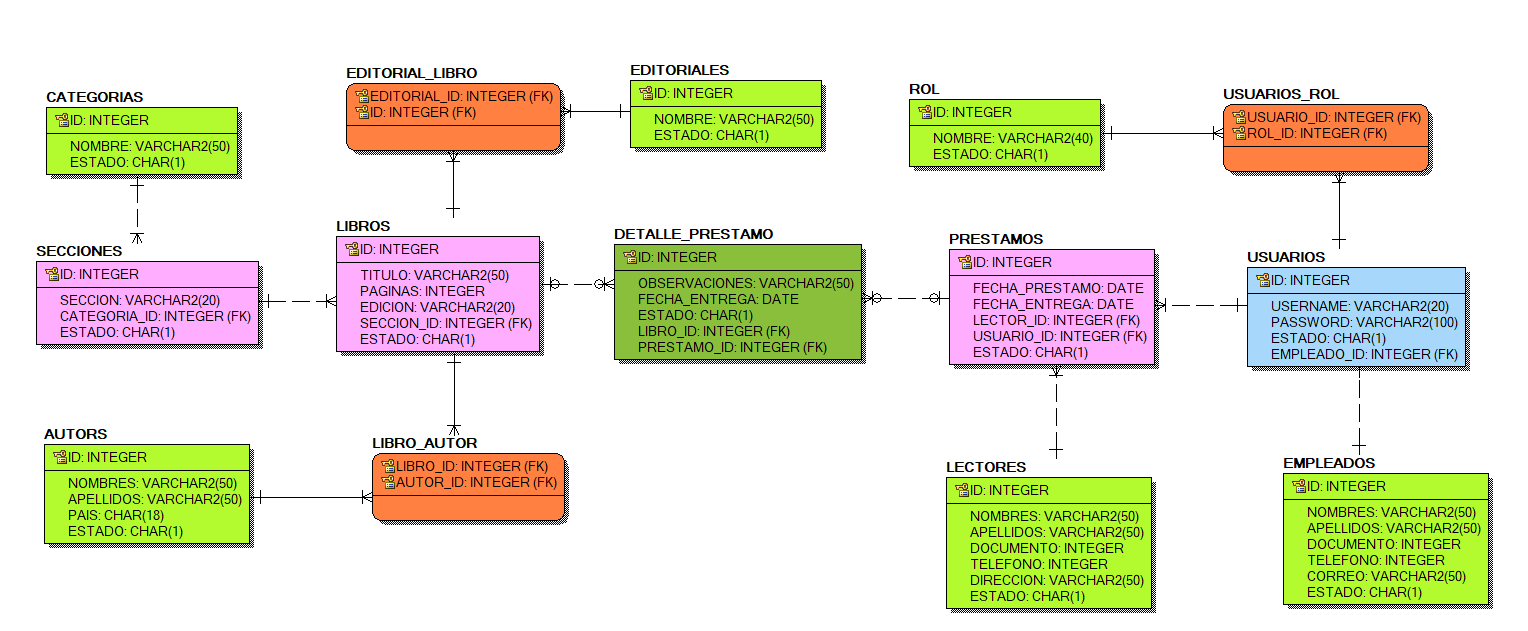 CATEGORIAS
ID: INTEGER
NOMBRE: VARCHAR2(50)
ESTADO: CHAR(1)
EDITORIAL_LIBRO
EDITORIAL_ID: INTEGER (FK)
ID: INTEGER (FK)
EDITORIALES
ID: INTEGER
NOMBRE: VARCHAR2(50)
ESTADO: CHAR(1)
ROL
ID: INTEGER
NOMBRE: VARCHAR2(40)
ESTADO: CHAR(1)
USUARIOS_ROL
USUARIO_ID: INTEGER (FK)
ROL_ID: INTEGER (FK)
SECCIONES
ID: INTEGER
SECCION: VARCHAR2(20)
CATEGORIA_ID: INTEGER (FK)
ESTADO: CHAR(1)
LIBROS
ID: INTEGER
TITULO: VARCHAR2(50)
PAGINAS: INTEGER
EDICION: VARCHAR2(20)
SECCION_ID: INTEGER (FK)
ESTADO: CHAR(1)
DETALLE_PRESTAMO
ID: INTEGER
OBSERVACIONES: VARCHAR2(50)
FECHA_ENTREGA: DATE
ESTADO: CHAR(1)
LIBRO_ID: INTEGER (FK)
PRESTAMO_ID: INTEGER (FK)
PRESTAMOS
ID: INTEGER
FECHA_PRESTAMO: DATE
FECHA_ENTREGA: DATE
LECTOR_ID: INTEGER (FK)
USUARIO_ID: INTEGER (FK)
ESTADO: CHAR(1)
USUARIOS
ID: INTEGER
USERNAME: VARCHAR2(20)
PASSWORD: VARCHAR2(100)
ESTADO: CHAR(1)
EMPLEADO_ID: INTEGER (FK)
AUTORS
ID: INTEGER
NOMBRES: VARCHAR2(50)
APELLIDOS: VARCHAR2(50)
PAIS: CHAR(18)
ESTADO: CHAR(1)
LIBRO_AUTOR
LIBRO_ID: INTEGER (FK)
AUTOR_ID: INTEGER (FK)
LECTORES
ID: INTEGER
NOMBRES: VARCHAR2(50)
APELLIDOS: VARCHAR2(50)
DOCUMENTO: INTEGER
TELEFONO: INTEGER
DIRECCION: VARCHAR2(50)
ESTADO: CHAR(1)
EMPLEADOS
ID: INTEGER
NOMBRES: VARCHAR2(50)
APELLIDOS: VARCHAR2(50)
DOCUMENTO: INTEGER
TELEFONO: INTEGER
CORREO: VARCHAR2(50)
ESTADO: CHAR(1)